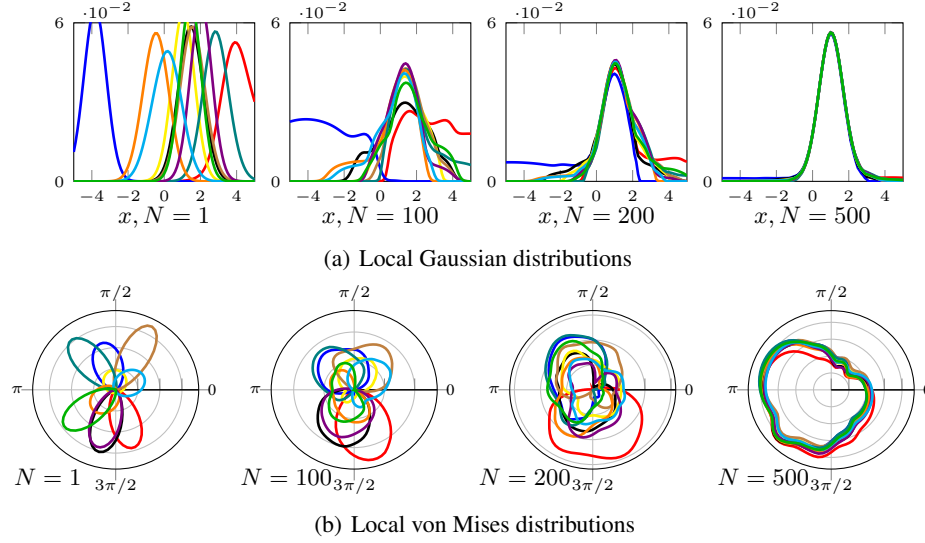 ·10⁻² ·10⁻² ·10⁻² ·10⁻²
6 6 6 6
0 0 0 0
−4 −2 0 2 4 −4 −2 0 2 4 −4 −2 0 2 4 −4 −2 0 2 4
x, N = 1 x, N = 100 x, N = 200 x, N = 500
(a) Local Gaussian distributions
π/2 π/2 π/2 π/2
π 0 π 0 π 0 π 0
N = 1 N = 100 N = 200 N = 500
3π/2 3π/2 3π/2 3π/2
(b) Local von Mises distributions